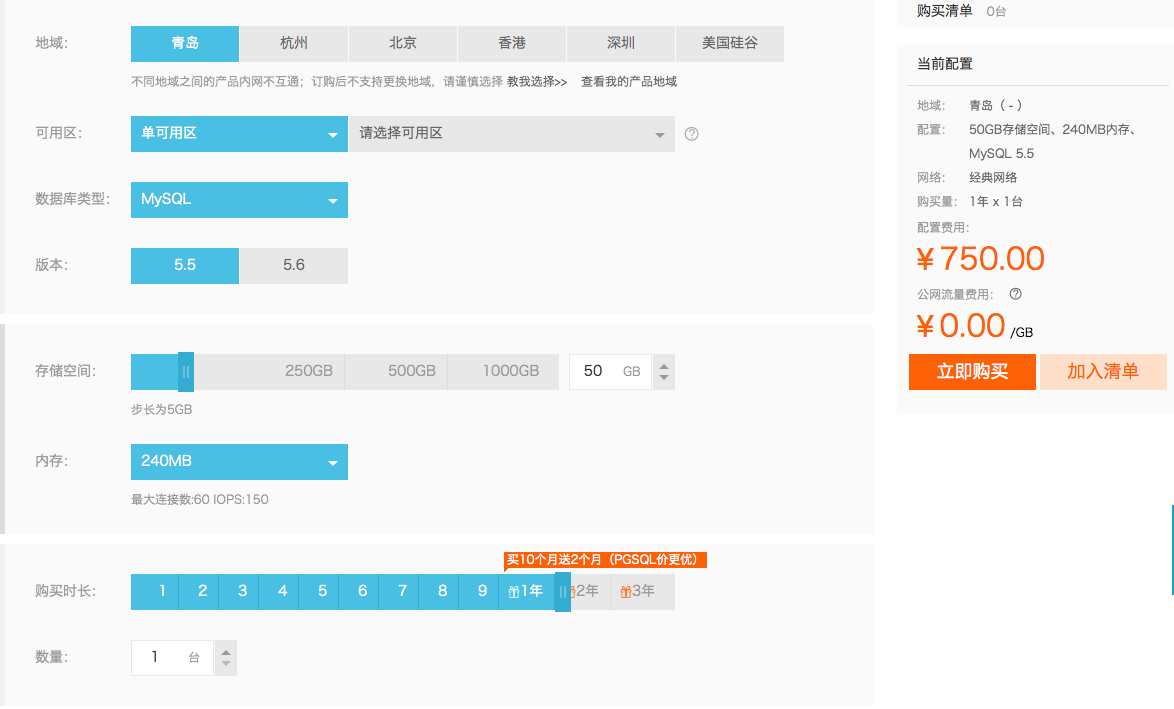 地域： 青岛 杭州 北京 香港 深圳 美国硅谷
不同地域之间的产品内网不互通；订购后不支持更换地域，请谨慎选择 教我选择>> 查看我的产品地域
可用区： 单可用区 请选择可用区
数据库类型： MySQL
版本： 5.5 5.6
存储空间： 250GB 500GB 1000GB 50 GB
步长为5GB
内存： 240MB
最大连接数:60 IOPS:150
买10个月送2个月（PGSQL价更优）
购买时长： 1 2 3 4 5 6 7 8 9 1年 2年 3年
数量： 1 台
购买清单 0台
当前配置
地域： 青岛（ - ）
配置： 50GB存储空间、240MB内存、
MySQL 5.5
网络： 经典网络
购买量： 1年 x 1台
配置费用：
¥ 750.00
公网流量费用：
¥ 0.00 /GB
立即购买 加入清单